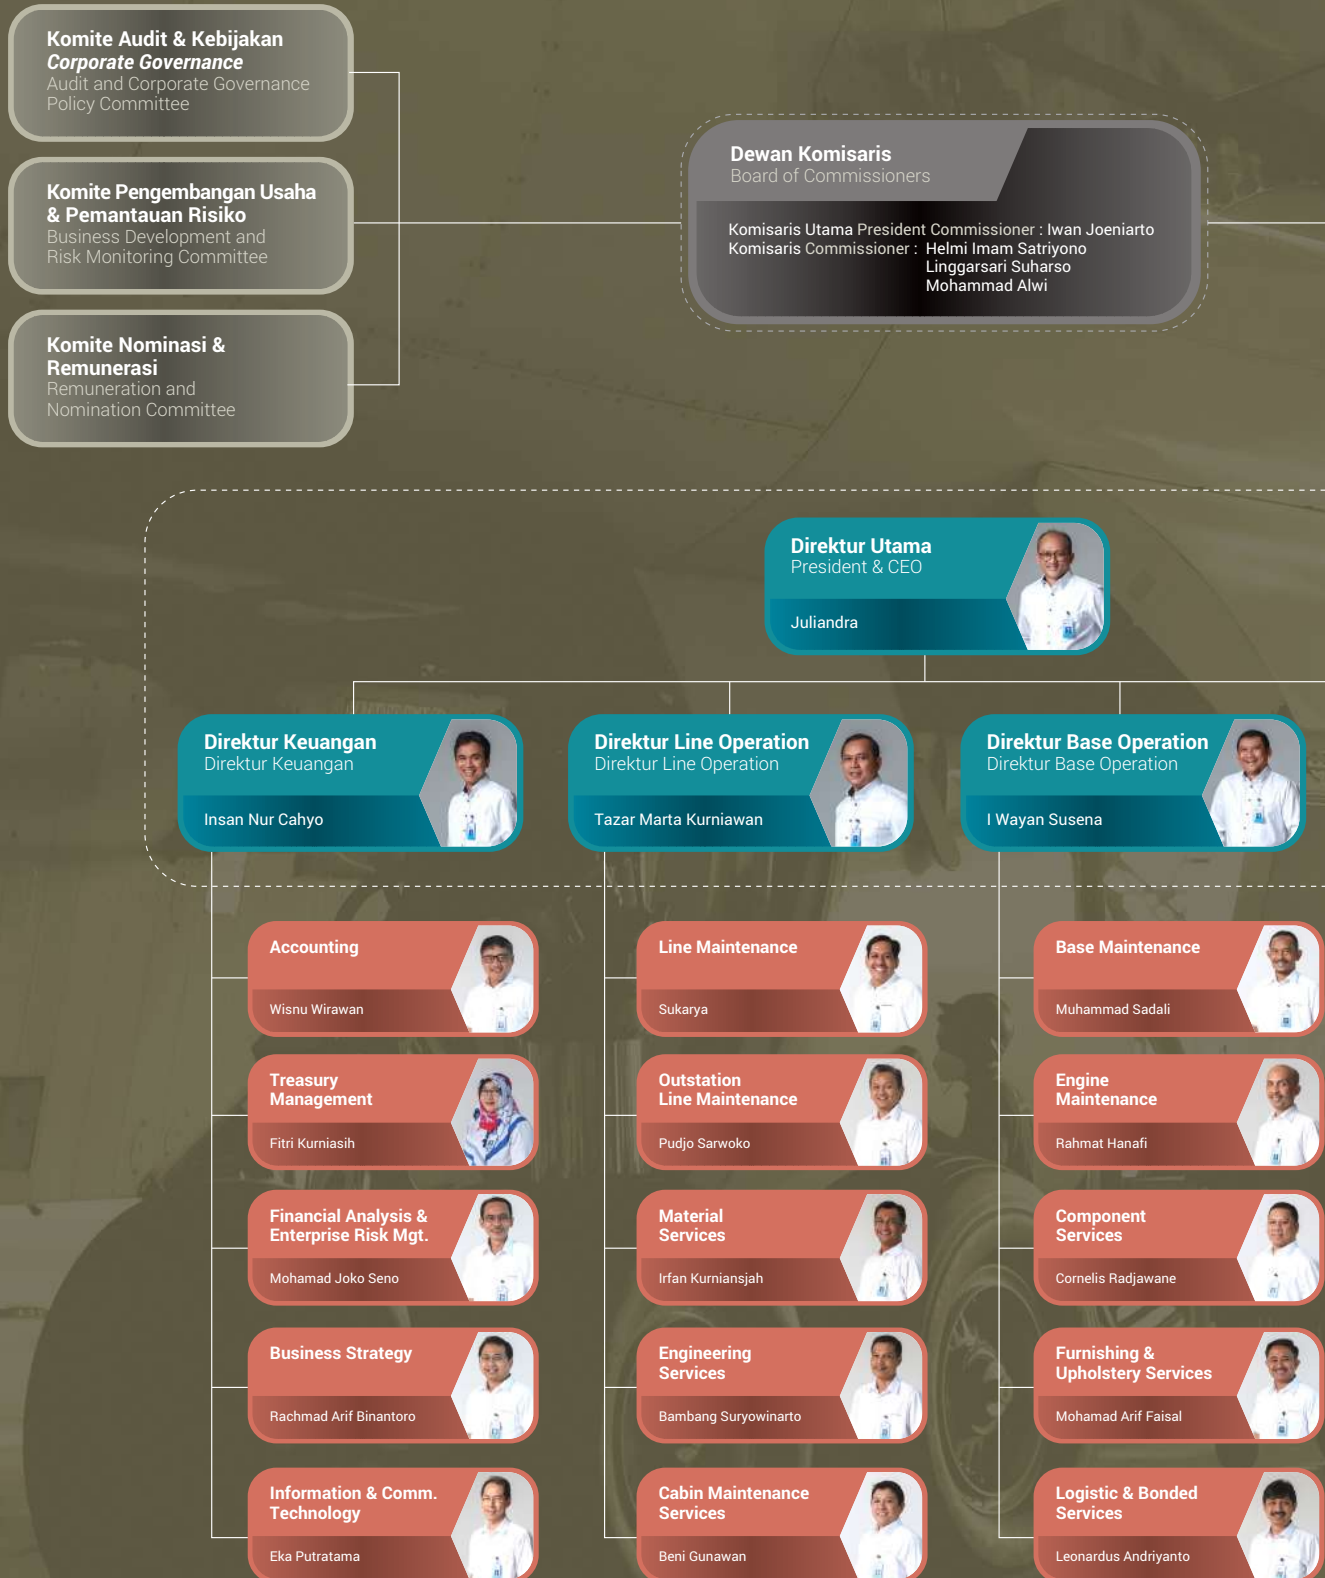 Komite Audit & Kebijakan
Corporate Governance
Audit and Corporate Governance
Policy Committee
Komite Pengembangan Usaha
& Pemantauan Risiko
Business Development and
Risk Monitoring Committee
Komite Nominasi &
Remunerasi
Remuneration and
Nomination Committee
Dewan Komisaris
Board of Commissioners
Komisaris Utama President Commissioner : Iwan Joeniarto
Komisaris Commissioner : Helmi Imam Satriyono
Linggarsari Suharso
Mohammad Alwi
Direktur Utama
President & CEO
Juliandra
Direktur Keuangan
Direktur Keuangan
Insan Nur Cahyo
Direktur Line Operation
Direktur Line Operation
Tazar Marta Kurniawan
Direktur Base Operation
Direktur Base Operation
I Wayan Susena
Accounting
Wisnu Wirawan
Treasury
Management
Fitri Kurniasih
Financial Analysis &
Enterprise Risk Mgt.
Mohamad Joko Seno
Business Strategy
Rachmad Arif Binantoro
Information & Comm.
Technology
Eka Putratama
Line Maintenance
Sukarya
Outstation
Line Maintenance
Pudjo Sarwoko
Material
Services
Irfan Kurniansjah
Engineering
Services
Bambang Suryowinarto
Cabin Maintenance
Services
Beni Gunawan
Base Maintenance
Muhammad Sadali
Engine
Maintenance
Rahmat Hanafi
Component
Services
Cornelis Radjawane
Furnishing &
Upholstery Services
Mohamad Arif Faisal
Logistic & Bonded
Services
Leonardus Andriyanto